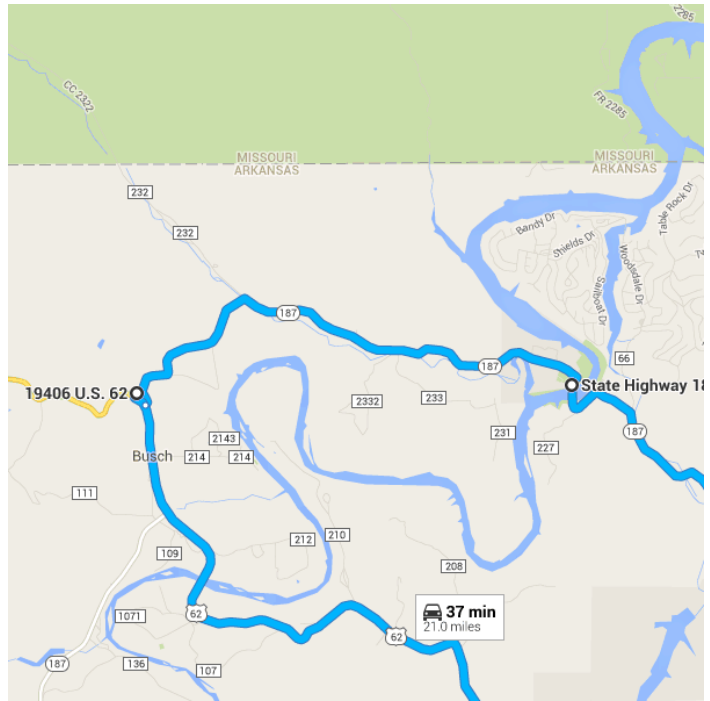 FR 2285
CC 2322
FR 2285
MISSOURI
ARKANSAS
MISSOURI
ARKANSAS
232
232
Bandy Dr
Shields Dr
Sailboat Dr
Woodsdale Dr
Table Rock Dr
187
187
66
19406 U.S. 62
State Highway 18
2332
233
231
227
187
2143
214
214
Busch
111
109
212
210
208
1071
62
37 min
21.0 miles
62
187
136
107